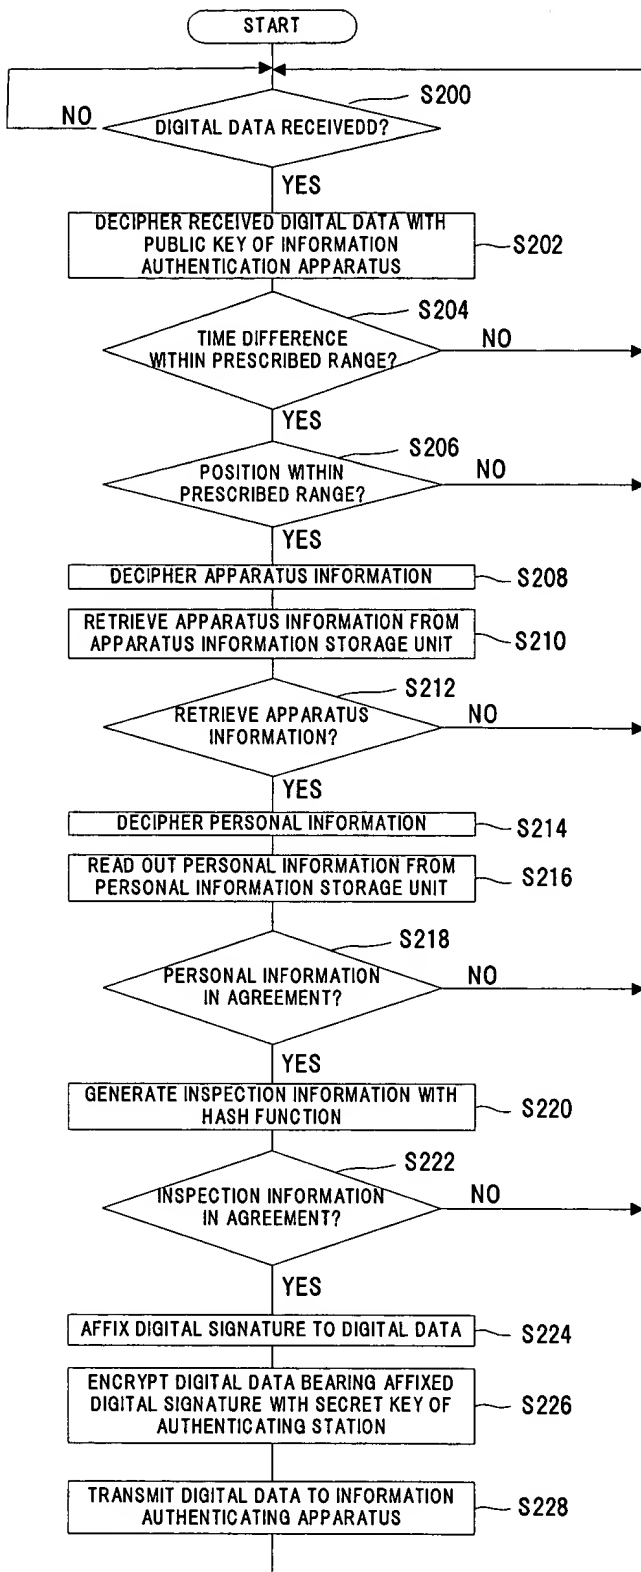 START
S200
NO
DIGITAL DATA RECEIVEDD?
YES
DECIPHER RECEIVED DIGITAL DATA WITH
PUBLIC KEY OF INFORMATION
AUTHENTICATION APPARATUS
S202
S204
TIME DIFFERENCE
WITHIN PRESCRIBED RANGE?
NO
YES
S206
POSITION WITHIN
PRESCRIBED RANGE?
NO
YES
DECIPHER APPARATUS INFORMATION
S208
RETRIEVE APPARATUS INFORMATION FROM
APPARATUS INFORMATION STORAGE UNIT
S210
S212
RETRIEVE APPARATUS
INFORMATION?
NO
YES
DECIPHER PERSONAL INFORMATION
S214
READ OUT PERSONAL INFORMATION FROM
PERSONAL INFORMATION STORAGE UNIT
S216
S218
PERSONAL INFORMATION
IN AGREEMENT?
NO
YES
GENERATE INSPECTION INFORMATION WITH
HASH FUNCTION
S220
S222
INSPECTION INFORMATION
IN AGREEMENT?
NO
YES
AFFIX DIGITAL SIGNATURE TO DIGITAL DATA
S224
ENCRYPT DIGITAL DATA BEARING AFFIXED
DIGITAL SIGNATURE WITH SECRET KEY OF
AUTHENTICATING STATION
S226
TRANSMIT DIGITAL DATA TO INFORMATION
AUTHENTICATING APPARATUS
S228